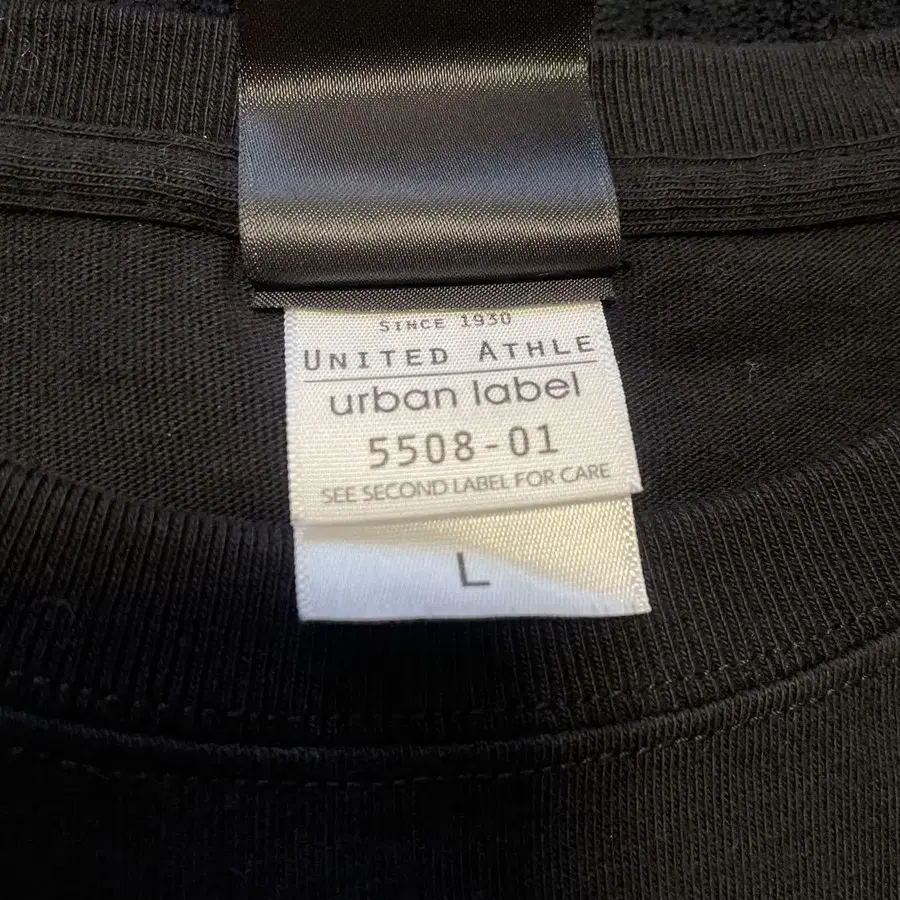 SINCE 1930
UNITED ATHLE
urban label
5508-01
SEE SECOND LABEL FOR CARE
L